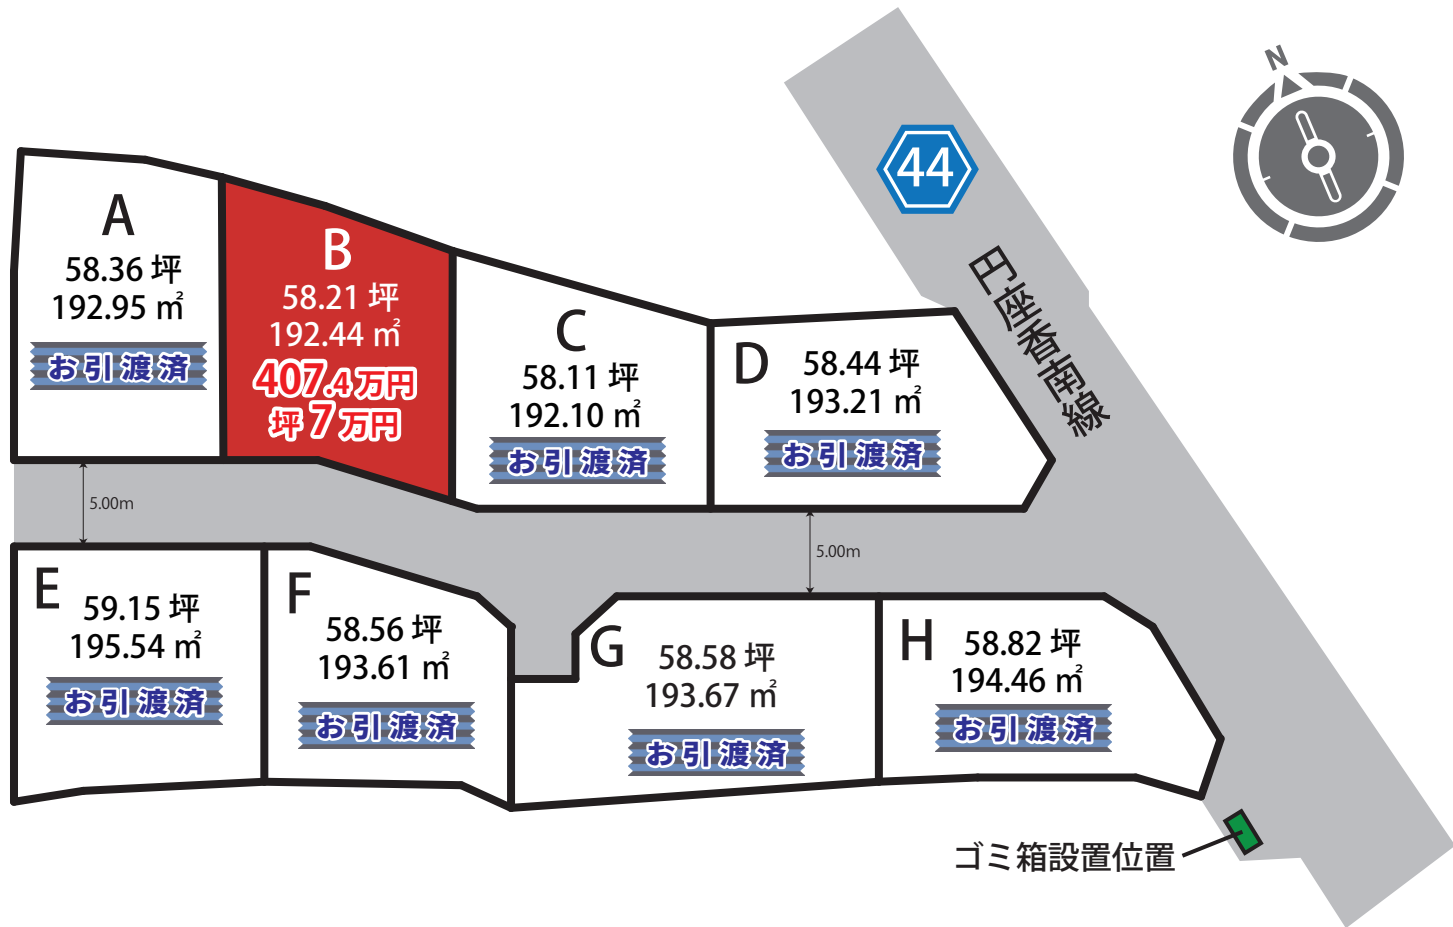 N
44
円座香南線
A
58.36 坪
192.95 ㎡
お引渡済
B
58.21 坪
192.44 ㎡
407.4万円
坪7万円
C
58.11 坪
192.10 ㎡
お引渡済
D
58.44 坪
193.21 ㎡
お引渡済
5.00m
5.00m
E
59.15 坪
195.54 ㎡
お引渡済
F
58.56 坪
193.61 ㎡
お引渡済
G
58.58 坪
193.67 ㎡
お引渡済
H
58.82 坪
194.46 ㎡
お引渡済
ゴミ箱設置位置